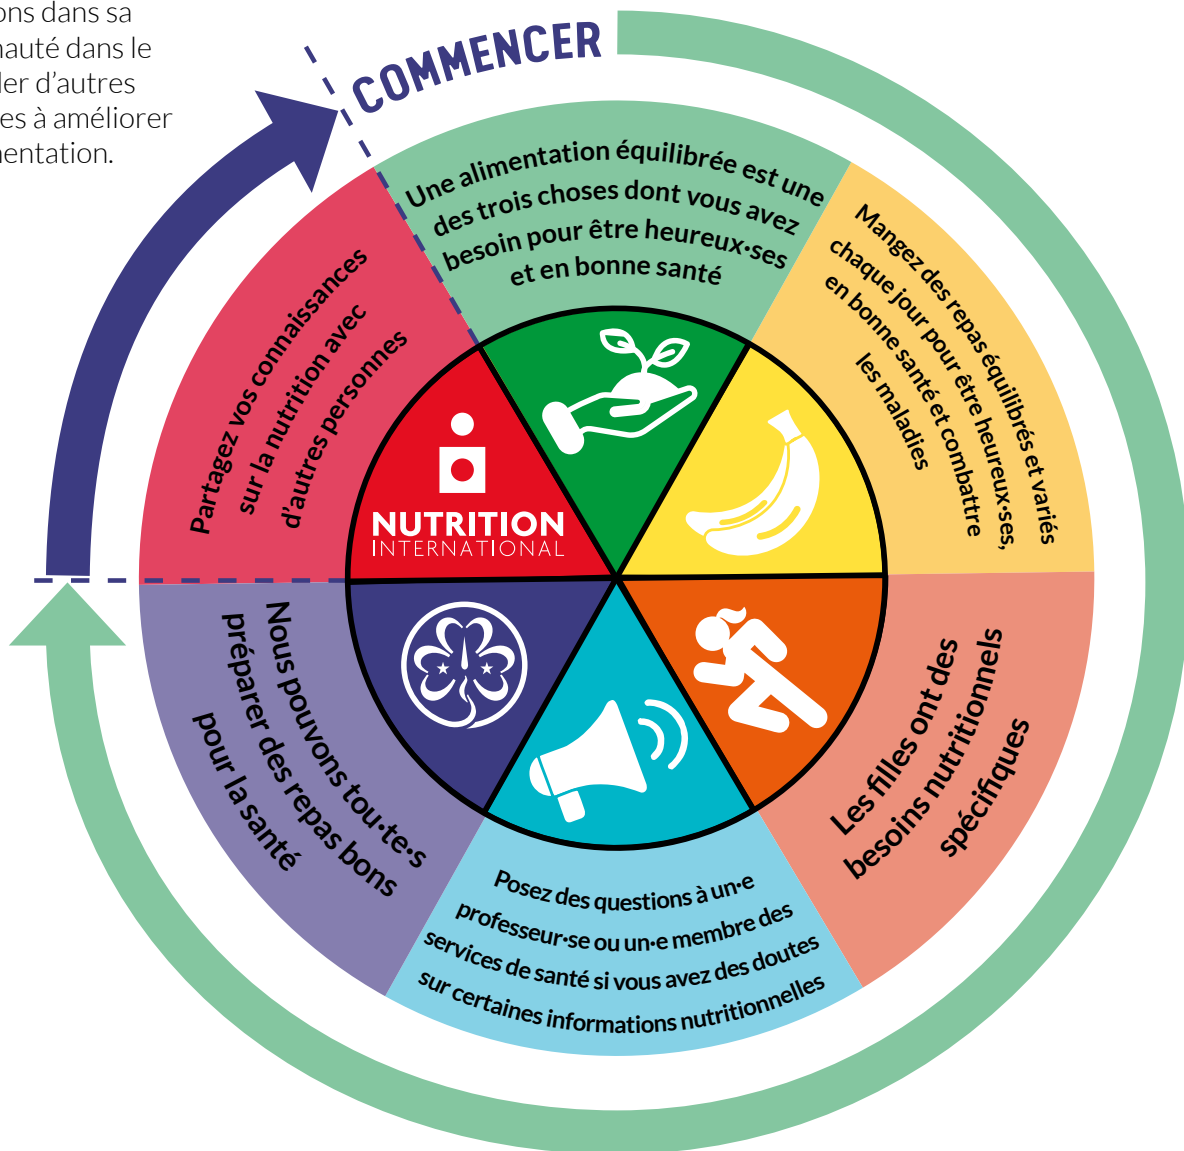 dans sa
dans le
d'autres
à améliorer
COMMENCER
Une alimentation équilibrée est une
des trois choses dont vous avez
besoin pour être heureux·ses
et en bonne santé
Mangez des repas équilibrés et variés
chaque jour pour être heureux·ses,
en bonne santé et combattre
les maladies
Les filles ont des
besoins nutritionnels
spécifiques
Posez des questions à un·e
professeur·se ou un·e membre des
services de santé si vous avez des doutes
sur certaines informations nutritionnelles
Nous pouvons tou·te·s
préparer des repas bons
pour la santé
Partagez vos connaissances
sur la nutrition avec
d'autres personnes
NUTRITION
INTERNATIONAL